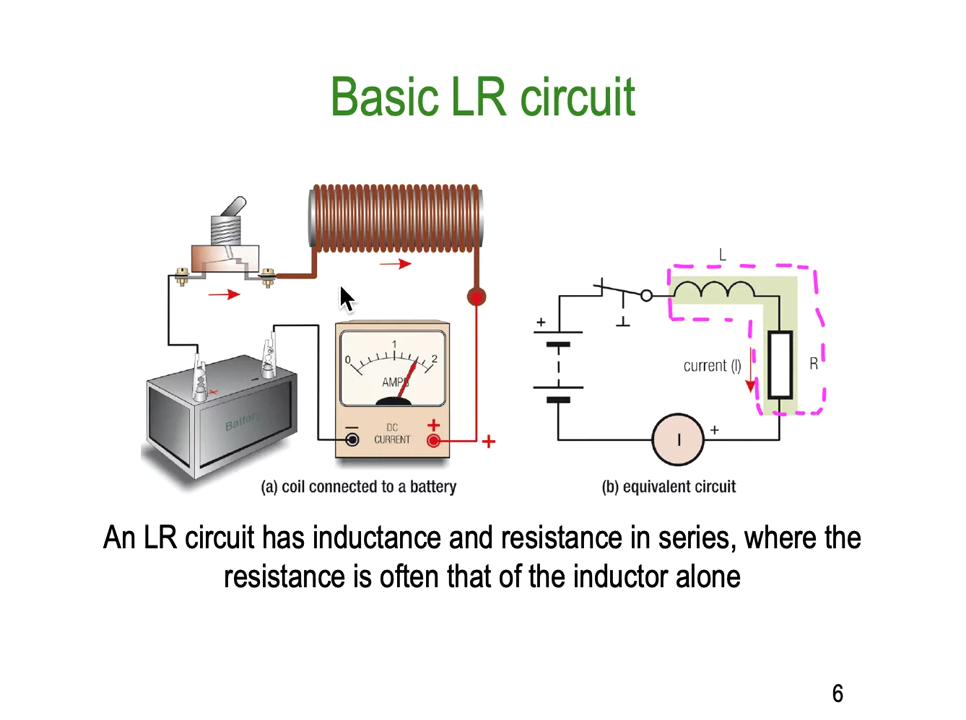 Basic LR circuit
0
1
2
AMPS
DC
CURRENT
−
+
+
Battery
+
-
(a) coil connected to a battery
L
+
current (I)
R
I
+
(b) equivalent circuit
An LR circuit has inductance and resistance in series, where the
resistance is often that of the inductor alone
6